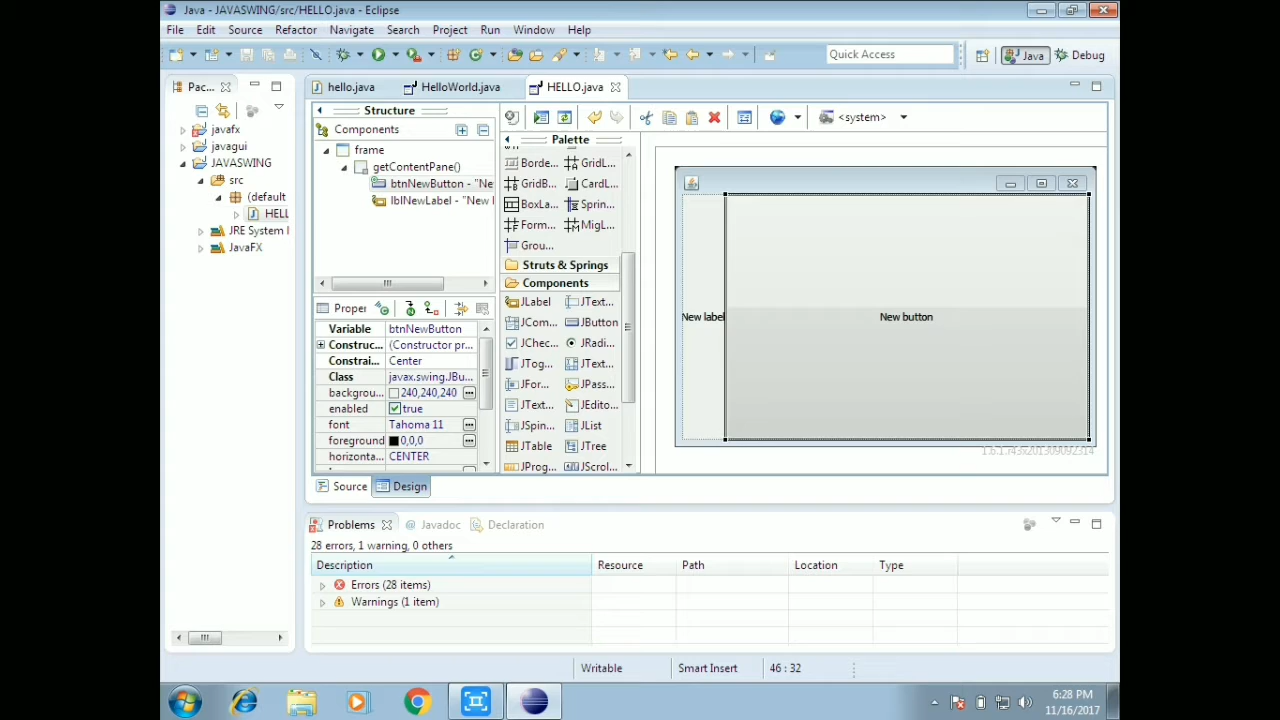 Java - JAVASWING/src/HELLO.java - Eclipse
File Edit Source Refactor Navigate Search Project Run Window Help
Quick Access
Java
Debug
Pac...
hello.java
HelloWorld.java
HELLO.java
javafx
javagui
JAVASWING
src
(default
HELL
JRE System
JavaFX
Structure
Components
frame
getContentPane()
btnNewButton - "Ne
lblNewLabel - "New
Proper
Variable btnNewButton
Construc... (Constructor pr...
Constrai... Center
Class javax.swing.JBu...
backgrou... 240,240,240
enabled true
font Tahoma 11
foreground 0,0,0
horizonta... CENTER
Palette
Borde... GridL...
GridB... CardL...
BoxLa... Sprin...
Form... MigL...
Grou...
Struts & Springs
Components
JLabel JText...
JCom... JButton
JChec... JRadi...
JTog... JText...
JFor... JPass...
JText... JEdito...
JSpin... JList
JTable JTree
JProg... JScrol...
<system>
New label
New button
1.6.1.r43x201309092314
Source Design
Problems Javadoc Declaration
28 errors, 1 warning, 0 others
Description Resource Path Location Type
Errors (28 items)
Warnings (1 item)
Writable Smart Insert 46 : 32
6:28 PM
11/16/2017